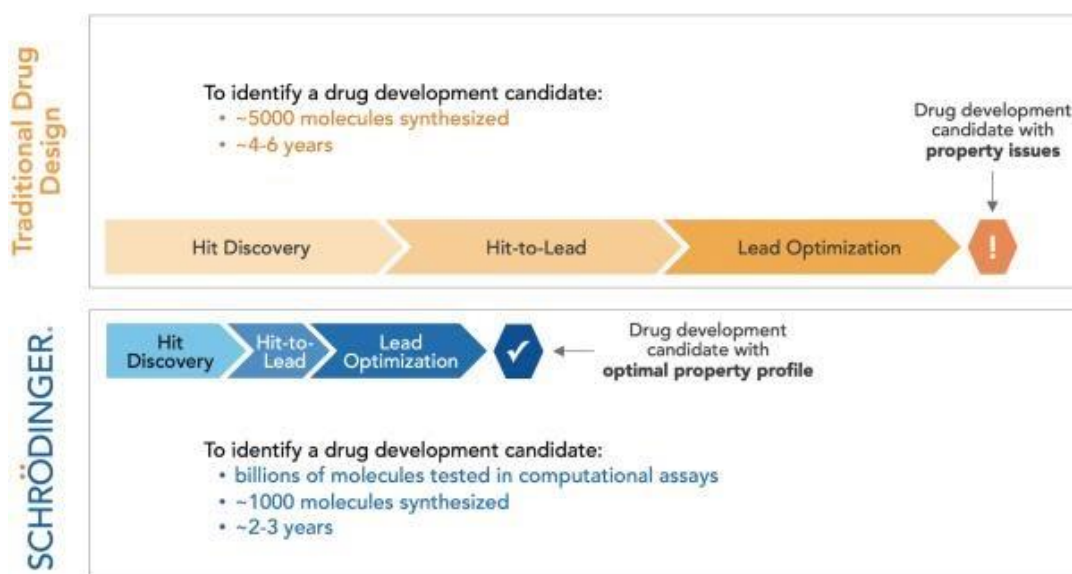 Traditional Drug
Design
To identify a drug development candidate:
• ~5000 molecules synthesized
• ~4-6 years
Drug development
candidate with
property issues
Hit Discovery
Hit-to-Lead
Lead Optimization
!
SCHRÖDINGER.
Hit
Discovery
Hit-to-
Lead
Lead
Optimization
Drug development
candidate with
optimal property profile
To identify a drug development candidate:
• billions of molecules tested in computational assays
• ~1000 molecules synthesized
• ~2-3 years